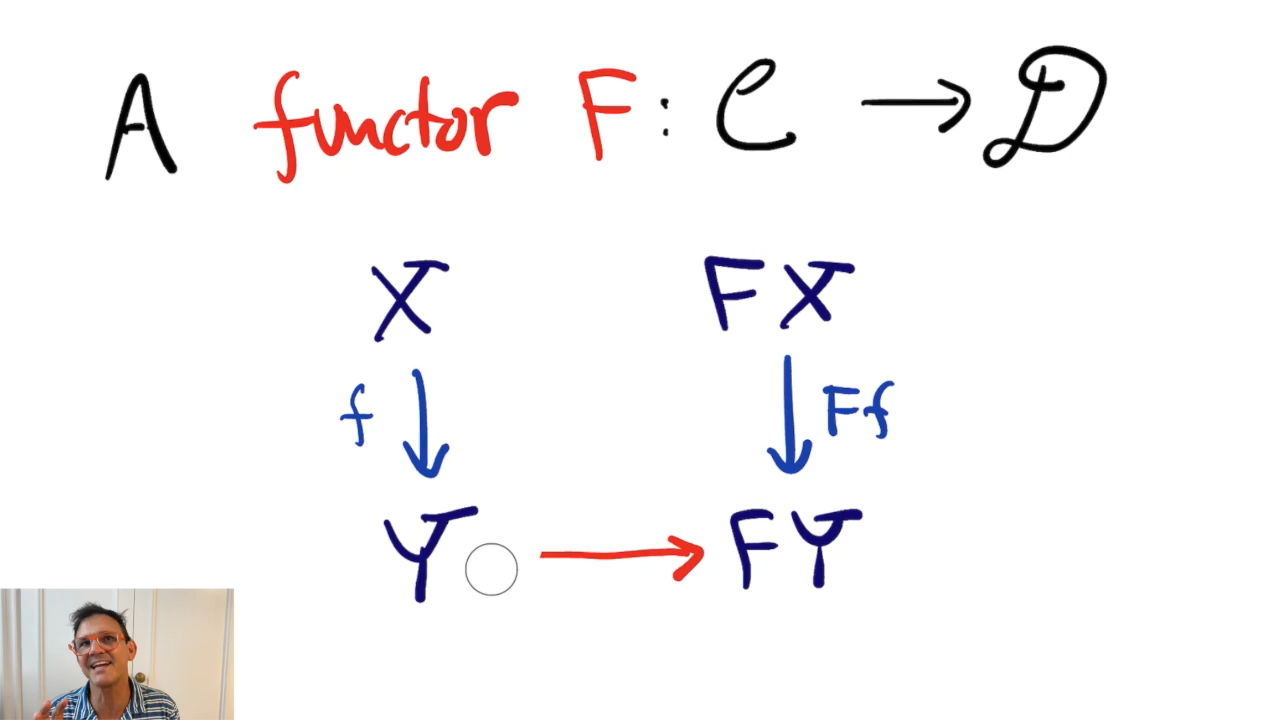 A functor F: C → D
X FX
f ↓ ↓ Ff
Y → FY